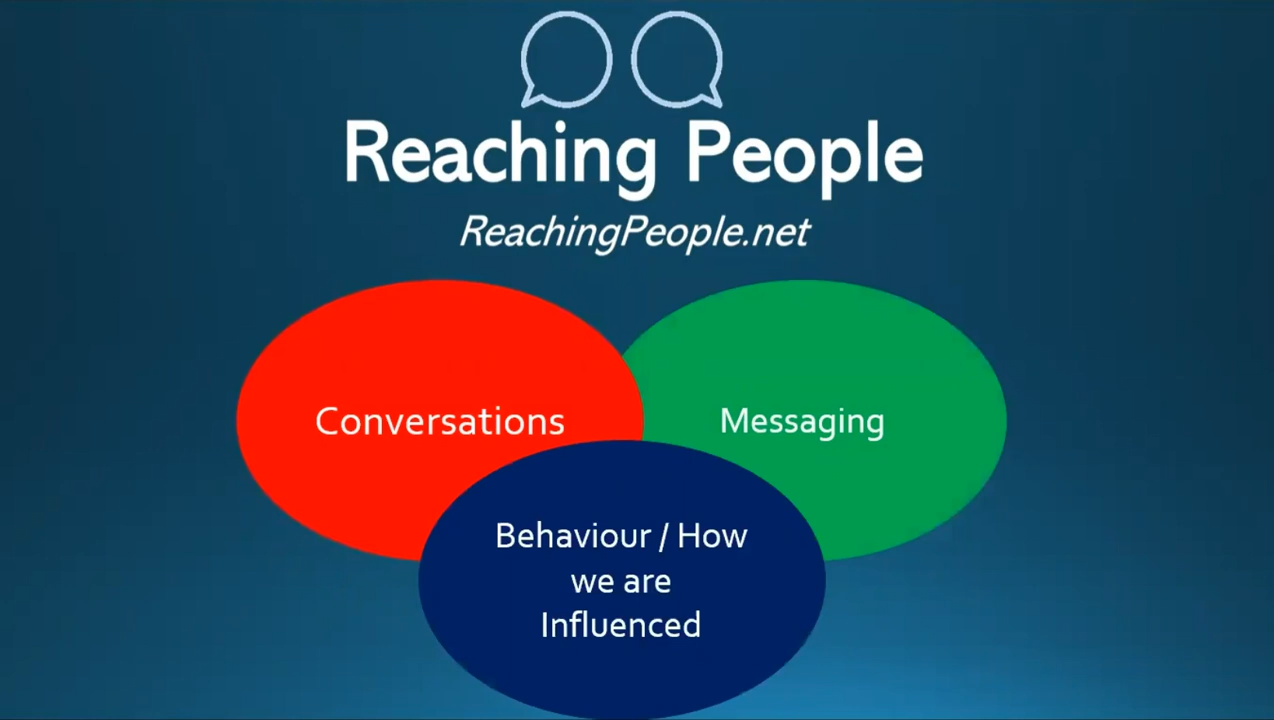 Reaching People
ReachingPeople.net
Conversations
Messaging
Behaviour / How
we are
Influenced